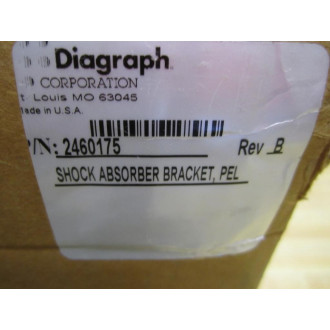 Diagraph
CORPORATION
t Louis MO 63045
ade in U.S.A.
P/N: 2460175 Rev B
SHOCK ABSORBER BRACKET, PEL